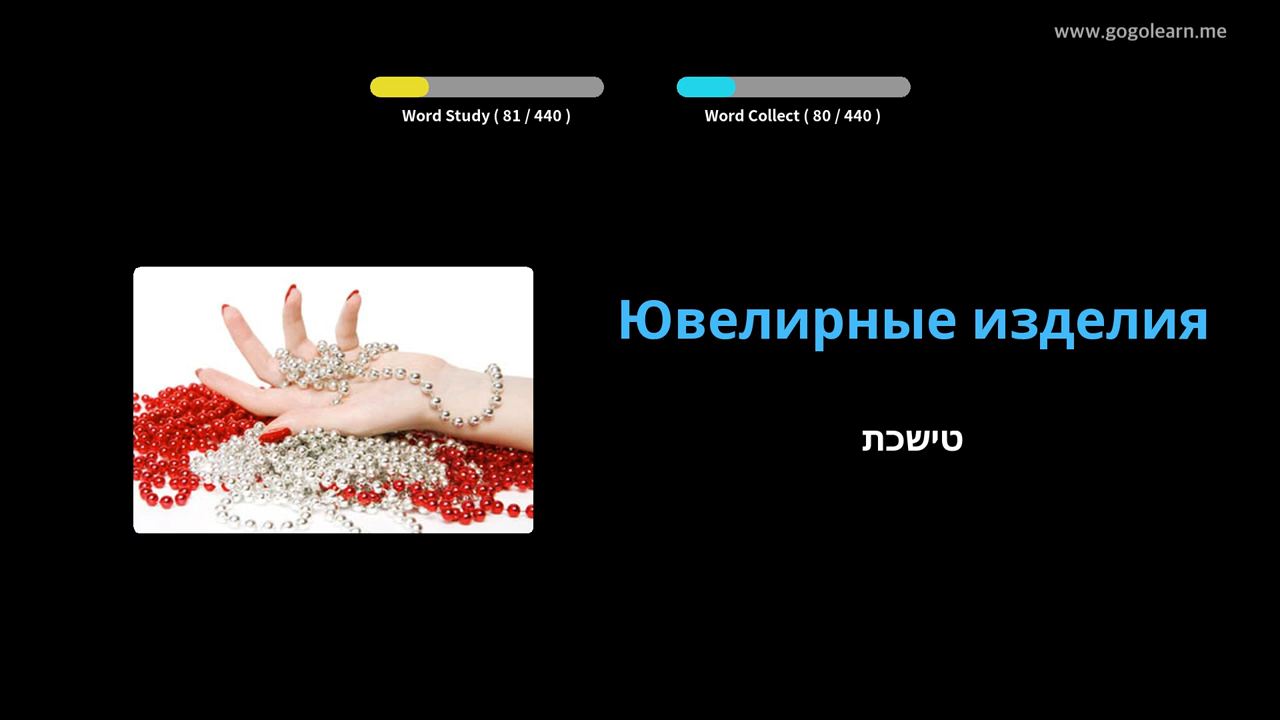 www.gogolearn.me
Word Study ( 81 / 440 )
Word Collect ( 80 / 440 )
Ювелирные изделия
טישכת